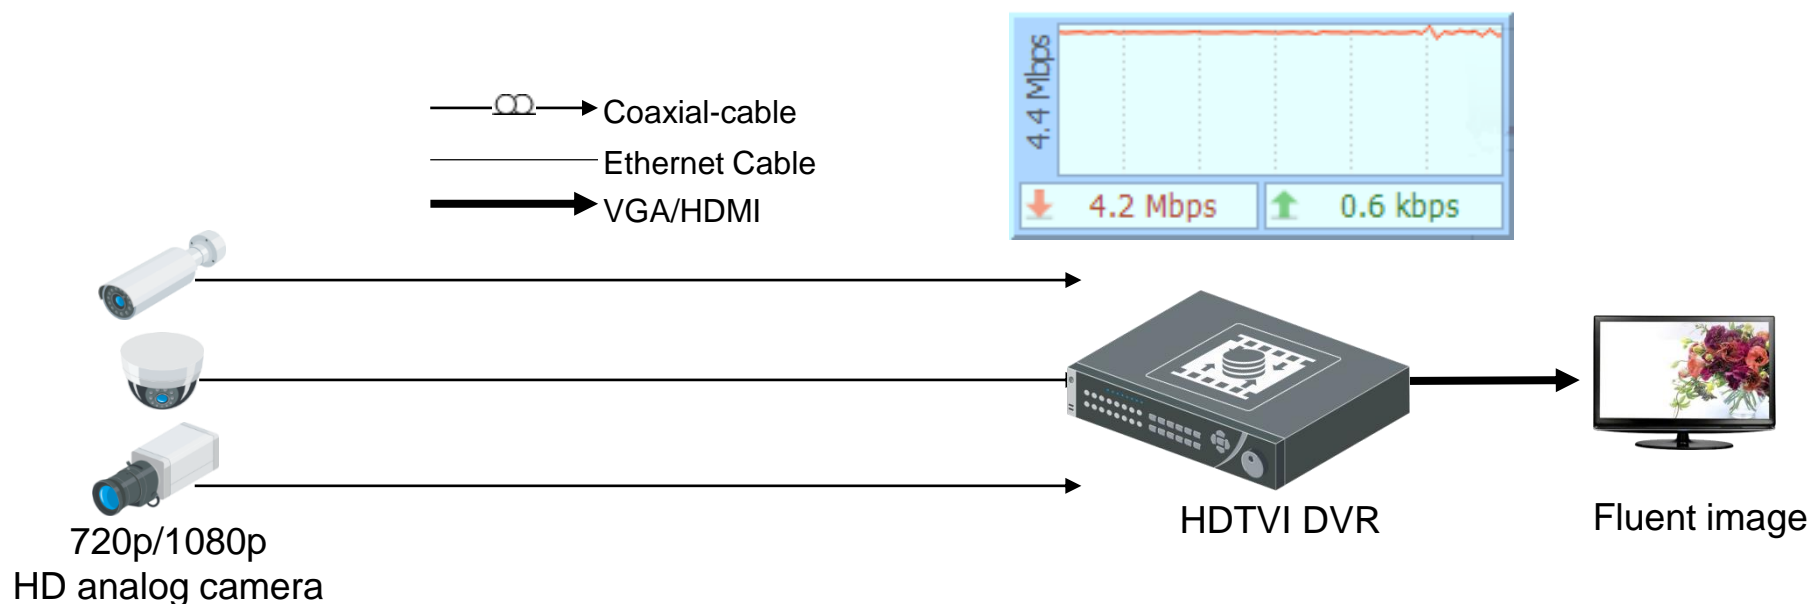 4.4 Mbps
Coaxial-cable
Ethernet Cable
VGA/HDMI
4.2 Mbps
0.6 kbps
720p/1080p
HD analog camera
HDTVI DVR
Fluent image